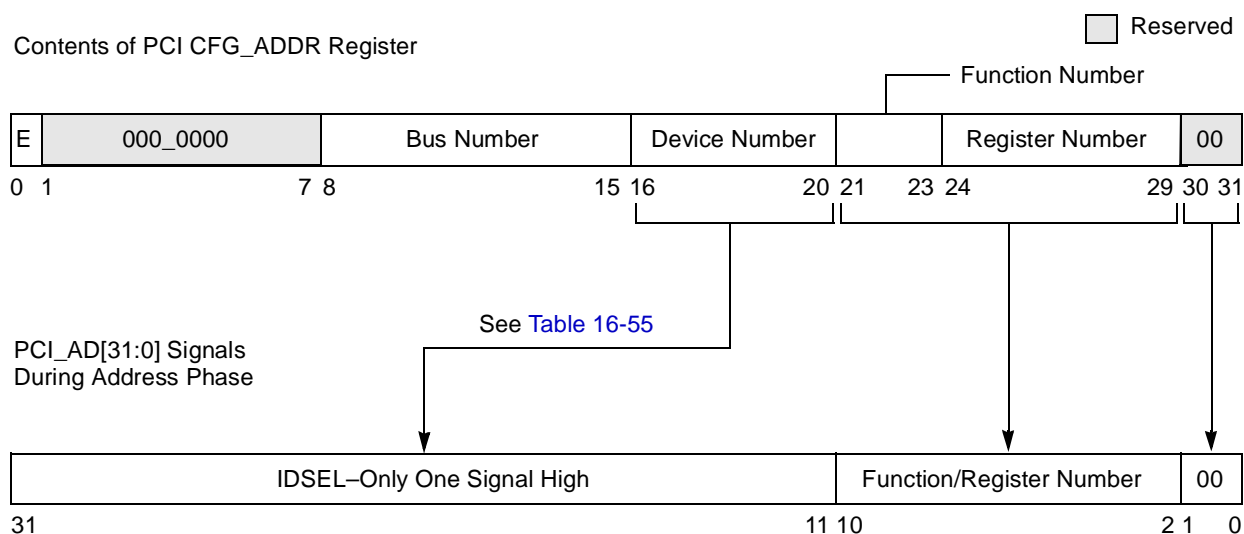 Reserved
Contents of PCI CFG_ADDR Register
Function Number
E 000_0000 Bus Number Device Number Register Number 00
0 1 7 8 15 16 20 21 23 24 29 30 31
See Table 16-55
PCI_AD[31:0] Signals
During Address Phase
IDSEL–Only One Signal High Function/Register Number 00
31 11 10 2 1 0